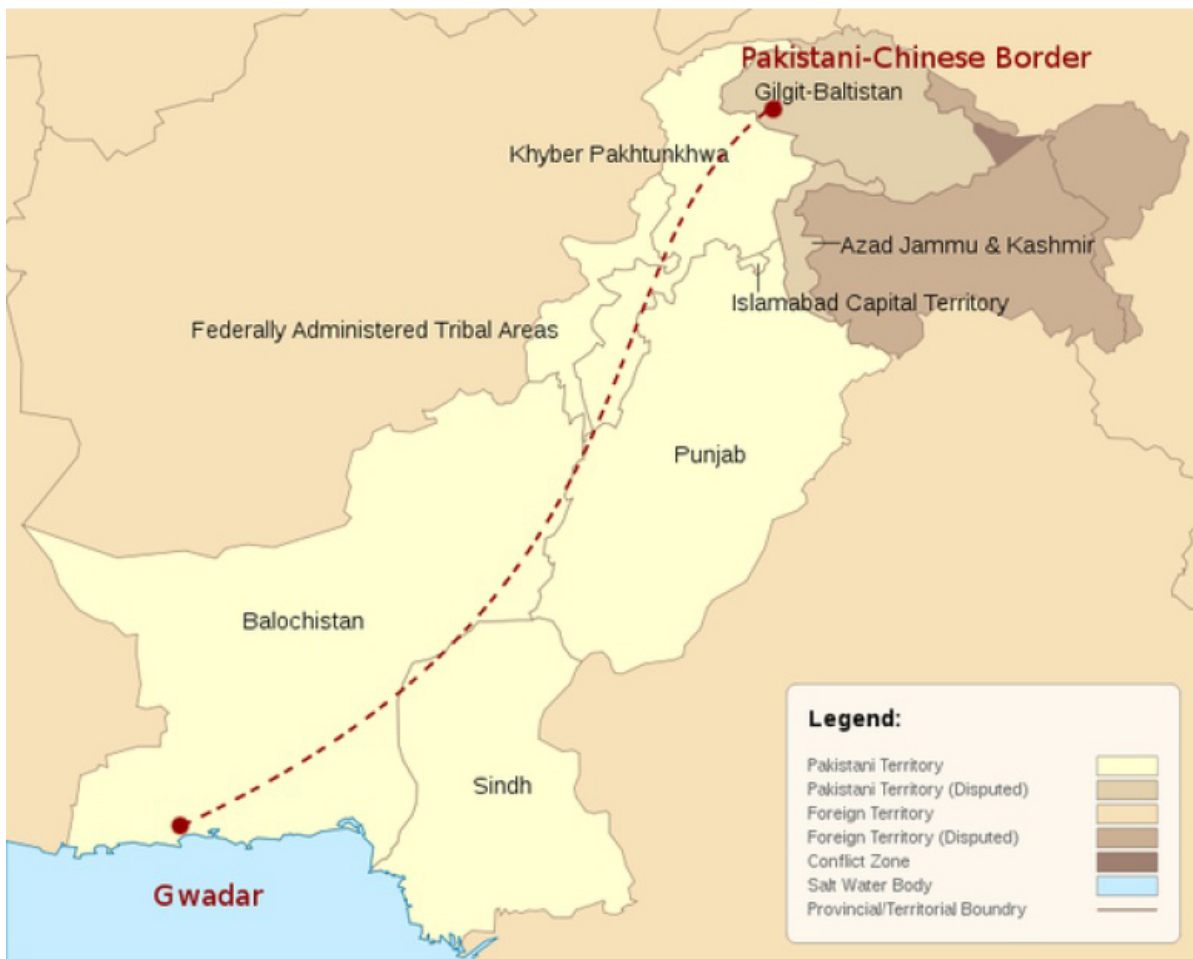 Pakistani-Chinese Border
Gilgit-Baltistan
Khyber Pakhtunkhwa
Azad Jammu & Kashmir
Islamabad Capital Territory
Federally Administered Tribal Areas
Punjab
Balochistan
Sindh
Gwadar
Legend:
Pakistani Territory
Pakistani Territory (Disputed)
Foreign Territory
Foreign Territory (Disputed)
Conflict Zone
Salt Water Body
Provincial/Territorial Boundry